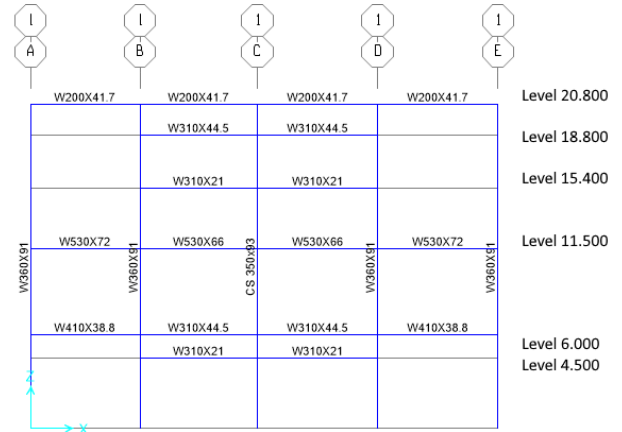 1 1 1 1 1
A B C D E
W200X41.7 W200X41.7 W200X41.7 W200X41.7 Level 20.800
W310X44.5 W310X44.5 Level 18.800
W310X21 W310X21 Level 15.400
W530X72 W530X66 W530X66 W530X72 Level 11.500
W360X91 W360X91 CS 350x93 W360X91 W360X91
W410X38.8 W310X44.5 W310X44.5 W410X38.8 Level 6.000
W310X21 W310X21 Level 4.500
Z
X